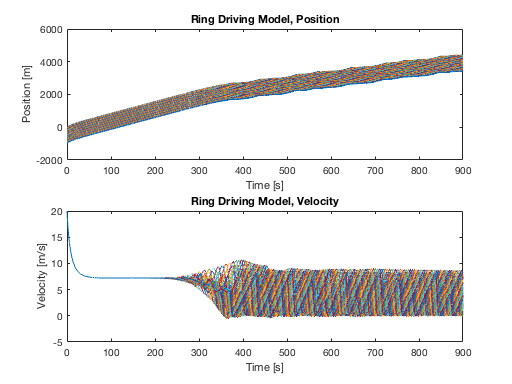 Ring Driving Model, Position
6000
4000
2000
0
-2000
Position [m]
0 100 200 300 400 500 600 700 800 900
Time [s]
Ring Driving Model, Velocity
20
15
10
5
0
-5
Velocity [m/s]
0 100 200 300 400 500 600 700 800 900
Time [s]